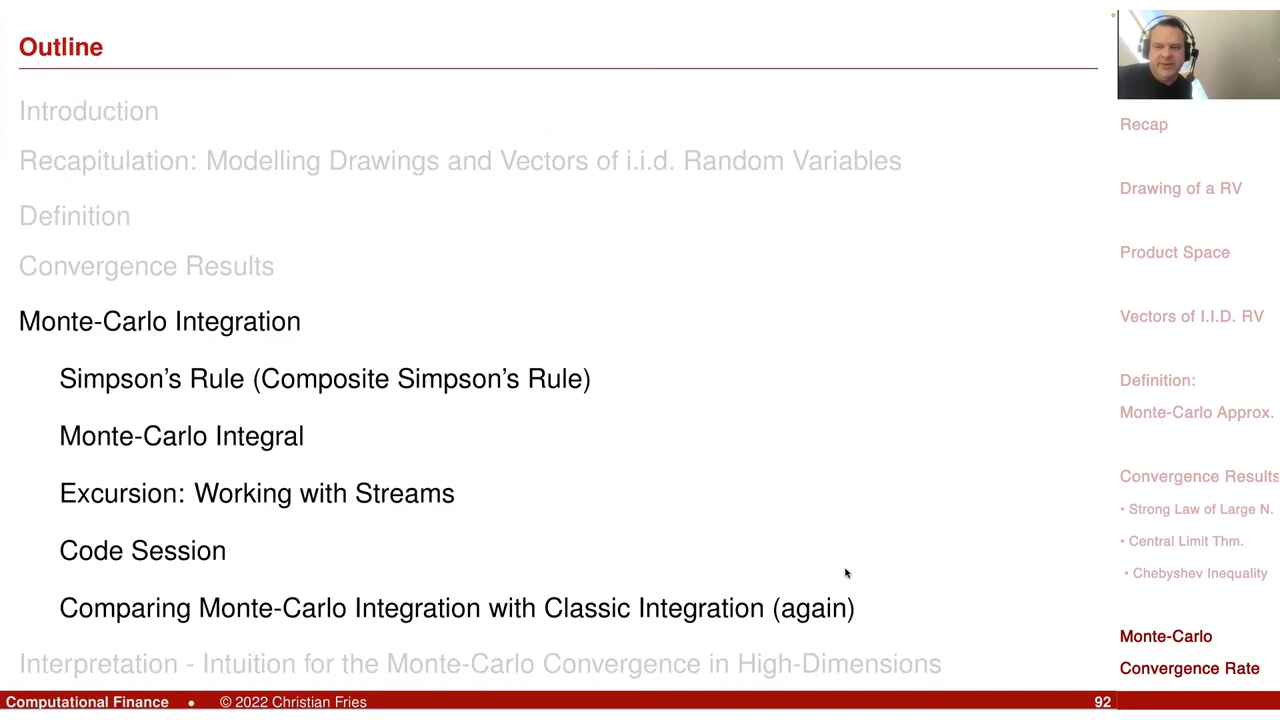 Outline
Introduction
Recapitulation: Modelling Drawings and Vectors of i.i.d. Random Variables
Definition
Convergence Results
Monte-Carlo Integration
Simpson's Rule (Composite Simpson's Rule)
Monte-Carlo Integral
Excursion: Working with Streams
Code Session
Comparing Monte-Carlo Integration with Classic Integration (again)
Interpretation - Intuition for the Monte-Carlo Convergence in High-Dimensions
Recap
Drawing of a RV
Product Space
Vectors of I.I.D. RV
Definition:
Monte-Carlo Approx.
Convergence Results
• Strong Law of Large N.
• Central Limit Thm.
• Chebyshev Inequality
Monte-Carlo
Convergence Rate
Computational Finance • © 2022 Christian Fries 92